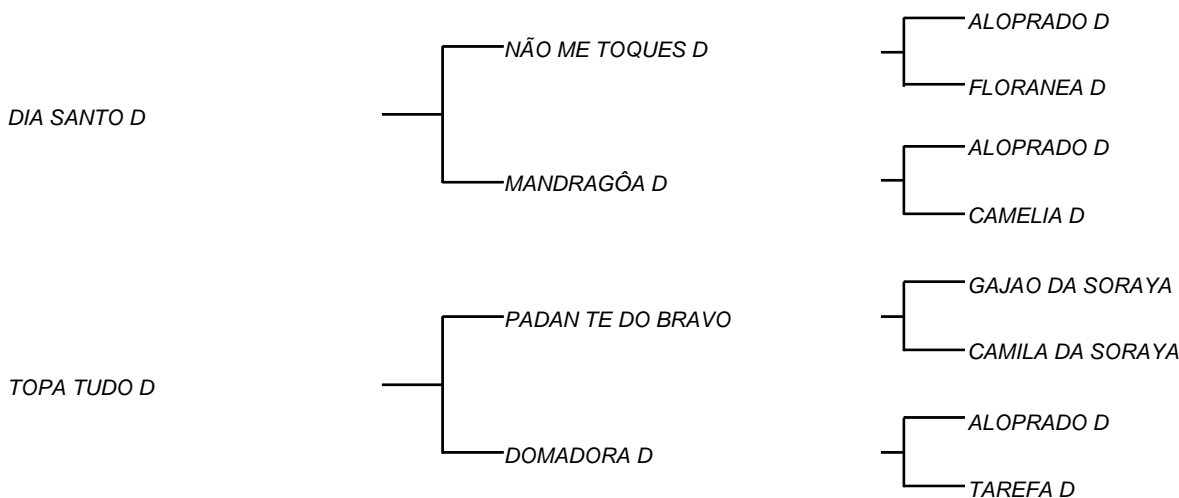 ALOPRADO D
NÃO ME TOQUES D
FLORANEA D
DIA SANTO D
ALOPRADO D
MANDRAGÔA D
CAMELIA D
GAJAO DA SORAYA
PADAN TE DO BRAVO
CAMILA DA SORAYA
TOPA TUDO D
ALOPRADO D
DOMADORA D
TAREFA D